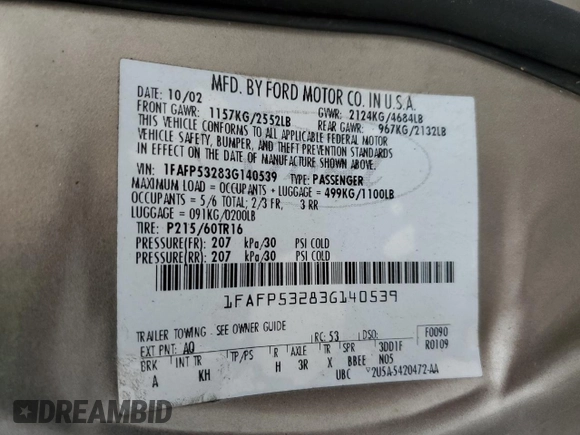 MFD. BY FORD MOTOR CO. IN U.S.A.
DATE: 10/02 GVWR: 2124KG/4684LB
FRONT GAWR: 1157KG/2552LB REAR GAWR: 967KG/2132LB
THIS VEHICLE CONFORMS TO ALL APPLICABLE FEDERAL MOTOR
VEHICLE SAFETY, BUMPER, AND THEFT PREVENTION STANDARDS
IN EFFECT ON THE DATE OF MANUFACTURE SHOWN ABOVE.
VIN: 1FAFP53283G140539 TYPE: PASSENGER
MAXIMUM LOAD = OCCUPANTS + LUGGAGE = 499KG/1100LB
OCCUPANTS = 5/6 TOTAL; 2/3 FR, 3 RR
LUGGAGE = 091KG/0200LB
TIRE: P215/60TR16
PRESSURE(FR): 207 kPa/30 PSI COLD
PRESSURE(RR): 207 kPa/30 PSI COLD
1FAFP53283G140539
TRAILER TOWING - SEE OWNER GUIDE
EXT PNT: AQ RC: 53 DSO: F0090
BRK INT TR TP/PS R AXLE TR SPR 3DD1F R0109
A KH H 3R X BBEE N05
UBC 2U5A-5420472-AA
DREAMBID